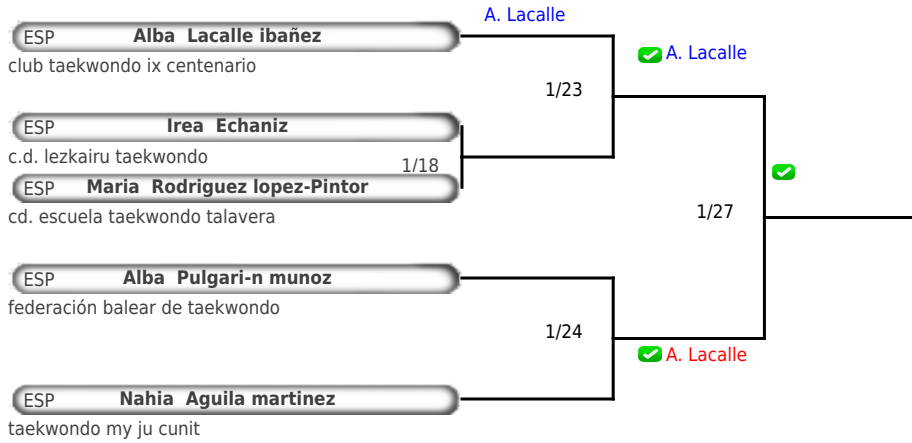 A. Lacalle
ESP Alba Lacalle ibañez
club taekwondo ix centenario
A. Lacalle
1/23
ESP Irea Echaniz
c.d. lezkairu taekwondo
1/18
ESP Maria Rodriguez lopez-Pintor
cd. escuela taekwondo talavera
1/27
ESP Alba Pulgari-n munoz
federación balear de taekwondo
1/24
A. Lacalle
ESP Nahia Aguila martinez
taekwondo my ju cunit